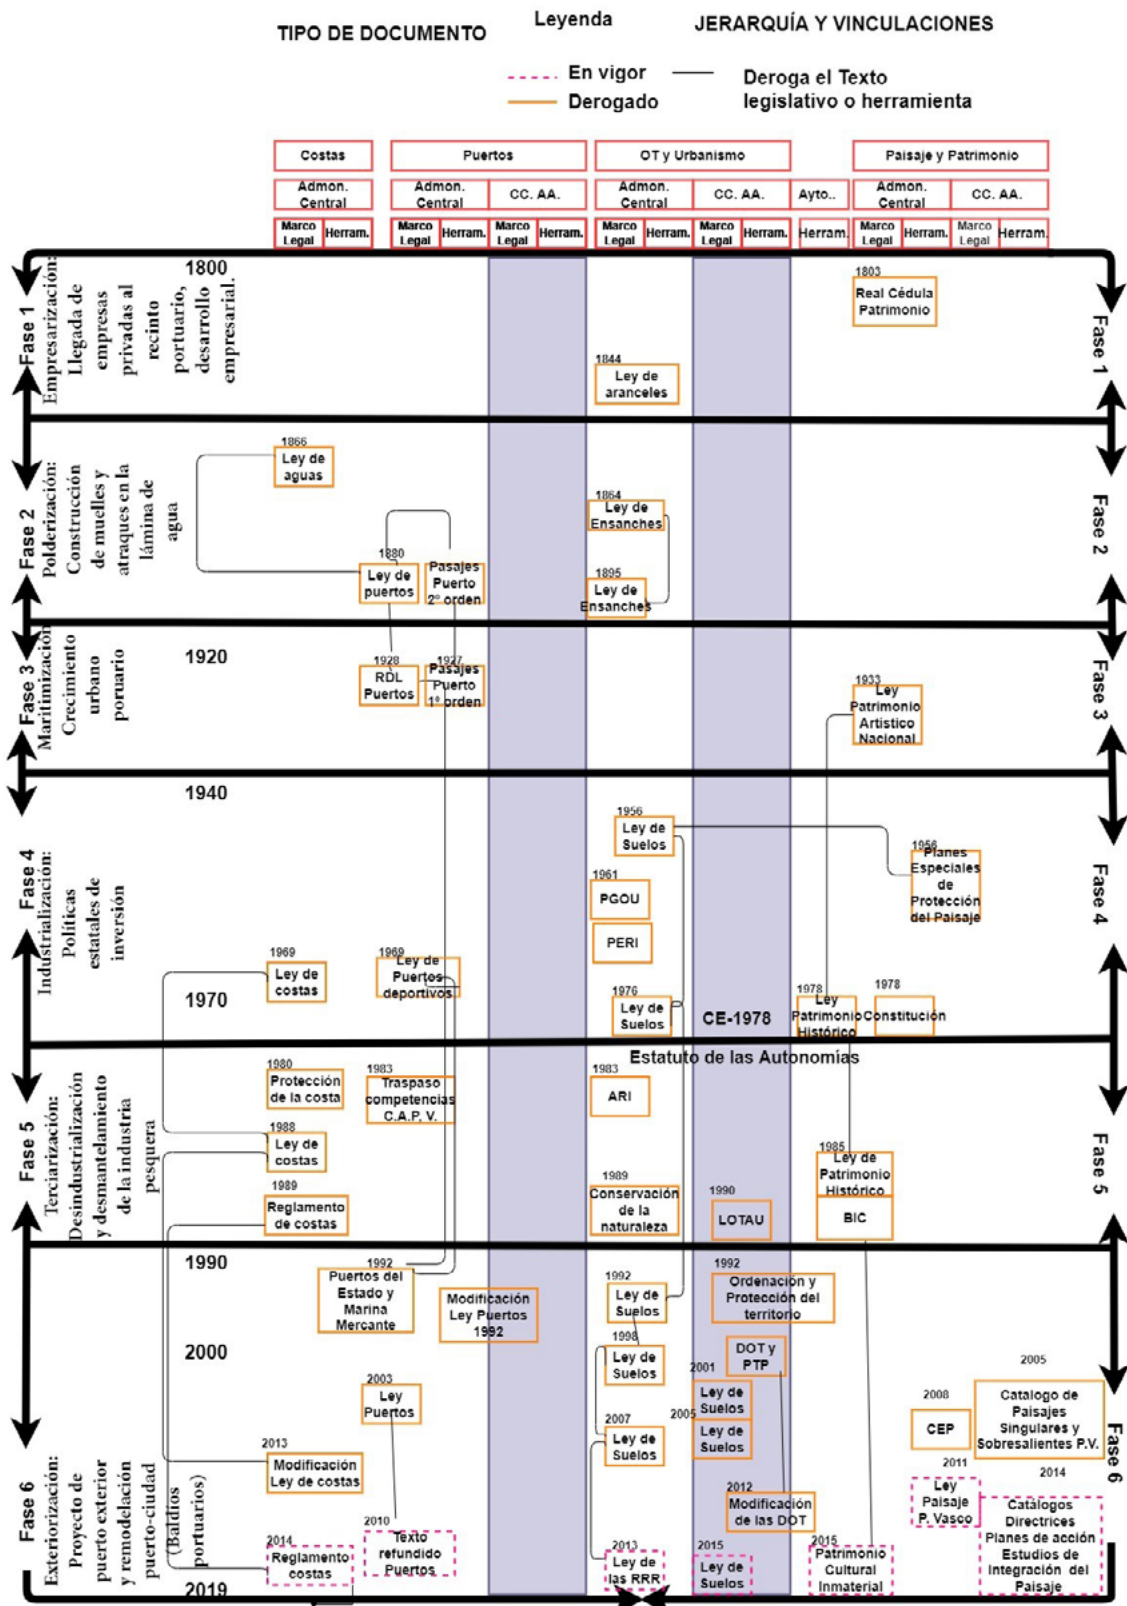 Leyenda
TIPO DE DOCUMENTO
JERARQUÍA Y VINCULACIONES
En vigor
Derogado
Deroga el Texto
legislativo o herramienta
Costas
Puertos
OT y Urbanismo
Paisaje y Patrimonio
Admon.
Central
Admon.
Central
CC. AA.
Admon.
Central
CC. AA.
Ayto..
Admon.
Central
CC. AA.
Marco
Legal
Herram.
Marco
Legal
Herram.
Marco
Legal
Herram.
Marco
Legal
Herram.
Marco
Legal
Herram.
Herram.
Marco
Legal
Herram.
Marco
Legal
Herram.
Fase 1
Empresarización:
Llegada de
empresas
privadas al
recinto
portuario,
desarrollo
empresarial.
1800
1803
Real Cédula
Patrimonio
1844
Ley de
aranceles
Fase 1
Fase 2
Polderización:
Construcción
de muelles y
atraques en la
lámina de
agua
1866
Ley de
aguas
1864
Ley de
Ensanches
1880
Ley de
puertos
Pasajes
Puerto
2º orden
1895
Ley de
Ensanches
Fase 2
Fase 3
Maritimización:
Crecimiento
urbano
poruario
1920
1928
RDL
Puertos
1927
Pasajes
Puerto
1º orden
1933
Ley
Patrimonio
Artístico
Nacional
Fase 3
Fase 4
Industrialización:
Políticas
estatales de
inversión
1940
1956
Ley de
Suelos
1956
Planes
Especiales
de
Protección
del Paisaje
1961
PGOU
PERI
1969
Ley de
costas
1969
Ley de
Puertos
deportivos
1970
1976
Ley de
Suelos
CE-1978
1978
Ley
Patrimonio
Histórico
1978
Constitución
Fase 4
Estatuto de las Autonomías
Fase 5
Terciarización:
Desindustrialización
y desmantelamiento
de la industria
pesquera
1980
Protección
de la costa
1983
Traspaso
competencias
C.A.P, V.
1983
ARI
1988
Ley de
costas
1985
Ley de
Patrimonio
Histórico
BIC
1989
Reglamento
de costas
1989
Conservación
de la
naturaleza
1990
LOTAU
Fase 5
Fase 6
Exteriorización:
Proyecto de
puerto exterior
y remodelación
puerto-ciudad
(Baldíos
portuarios)
1990
1992
Puertos del
Estado y
Marina
Mercante
Modificación
Ley Puertos
1992
1992
Ley de
Suelos
1992
Ordenación y
Protección del
territorio
2000
1998
Ley de
Suelos
DOT y
PTP
2003
Ley
Puertos
2001
Ley de
Suelos
2005
Ley de
Suelos
2007
Ley de
Suelos
2008
CEP
2005
Catalogo de
Paisajes
Singulares y
Sobresalientes P.V.
2013
Modificación
Ley de costas
2012
Modificación
de las DOT
2011
Ley
Paisaje
P. Vasco
2014
Catálogos
Directrices
Planes de acción
Estudios de
Integración del
Paisaje
2014
Reglamento
costas
2010
Texto
refundido
Puertos
2013
Ley de
las RRR
2015
Ley de
Suelos
2015
Patrimonio
Cultural
Inmaterial
2019
Fase 6